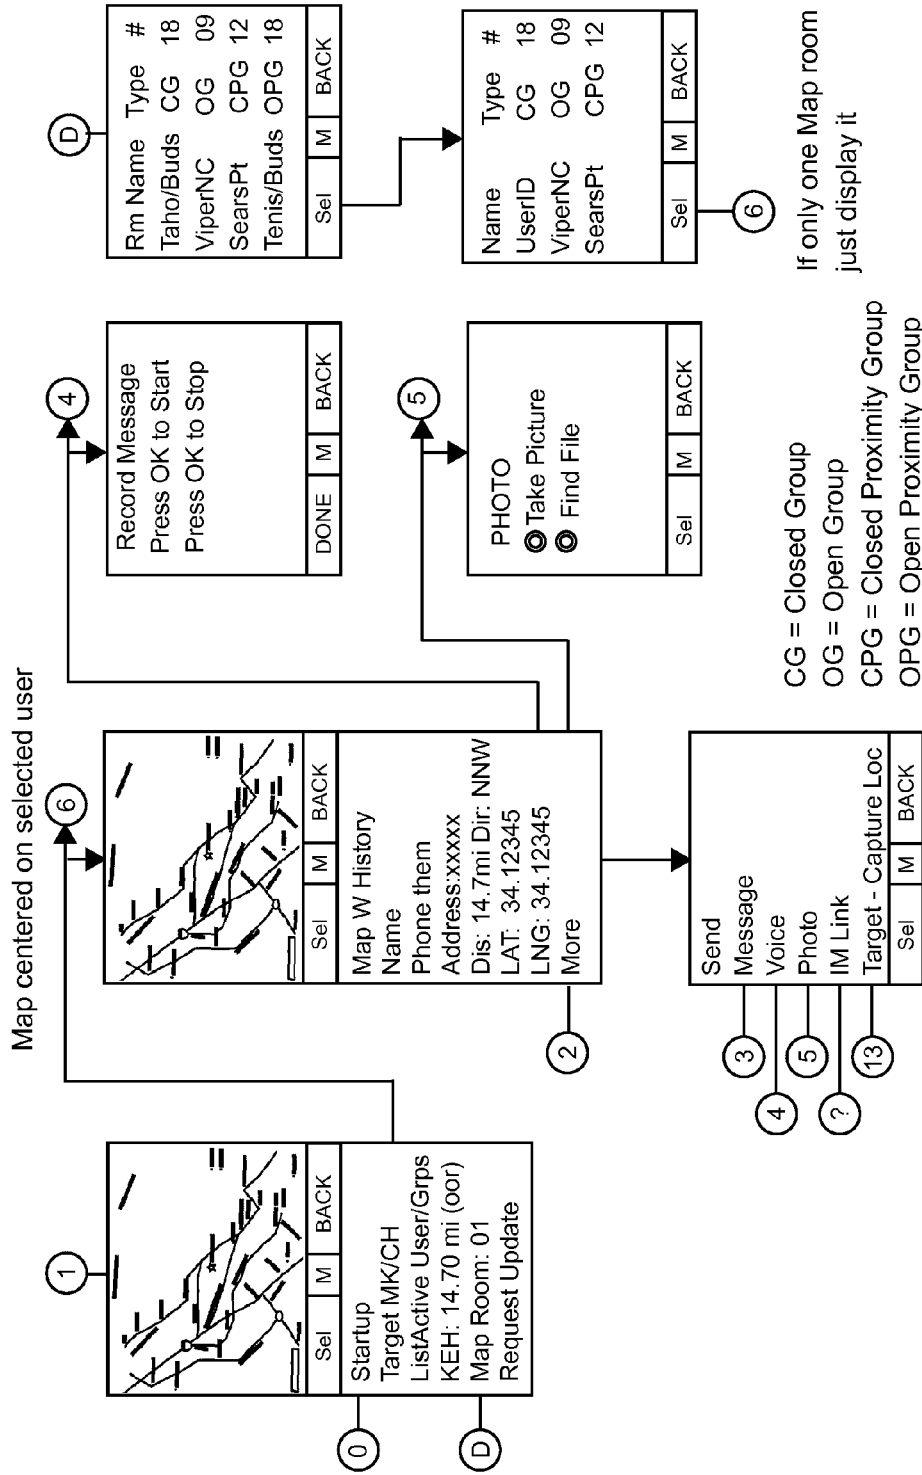 Map centered on selected user
1
Sel M BACK
Startup
Target MK/CH
ListActive User/Grps
KEH: 14.70 mi (oor)
Map Room: 01
Request Update
0
D
6
Sel M BACK
Map W History
Name
Phone them
Address:xxxxx
Dis: 14.7mi Dir: NNW
LAT: 34.12345
LNG: 34.12345
More
2
Send
Message
Voice
Photo
IM Link
Target - Capture Loc
Sel M BACK
3
4
5
?
13
4
Record Message
Press OK to Start
Press OK to Stop
DONE M BACK
5
PHOTO
Take Picture
Find File
Sel M BACK
CG = Closed Group
OG = Open Group
CPG = Closed Proximity Group
OPG = Open Proximity Group
D
Rm Name Type #
Taho/Buds CG 18
ViperNC OG 09
SearsPt CPG 12
Tenis/Buds OPG 18
Sel M BACK
Name Type #
UserID CG 18
ViperNC OG 09
SearsPt CPG 12
Sel M BACK
6
If only one Map room
just display it